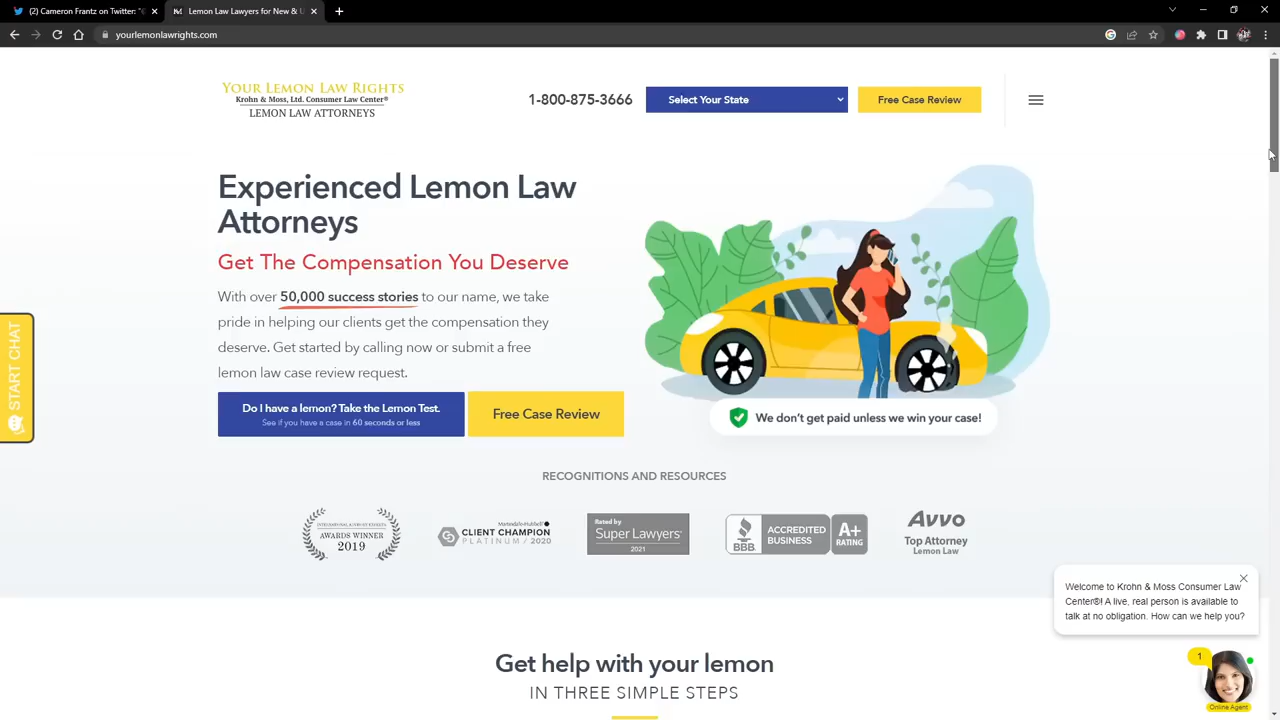 (2) Cameron Frantz on Twitter: "
Lemon Law Lawyers for New & U
yourlemonlawrights.com
YOUR LEMON LAW RIGHTS
Krohn & Moss, Ltd. Consumer Law Center®
LEMON LAW ATTORNEYS
1-800-875-3666
Select Your State
Free Case Review
Experienced Lemon Law
Attorneys
Get The Compensation You Deserve
With over 50,000 success stories to our name, we take
pride in helping our clients get the compensation they
deserve. Get started by calling now or submit a free
lemon law case review request.
START CHAT
Do I have a lemon? Take the Lemon Test.
See if you have a case in 60 seconds or less
Free Case Review
We don't get paid unless we win your case!
RECOGNITIONS AND RESOURCES
AWARDS WINNER
2019
Martindale-Hubbell
CLIENT CHAMPION
PLATINUM / 2020
Rated by
Super Lawyers
2021
BBB.
ACCREDITED
BUSINESS
A+
RATING
Avvo
Top Attorney
Lemon Law
Welcome to Krohn & Moss Consumer Law
Center®! A live, real person is available to
talk at no obligation. How can we help you?
1
Online Agent
Get help with your lemon
IN THREE SIMPLE STEPS